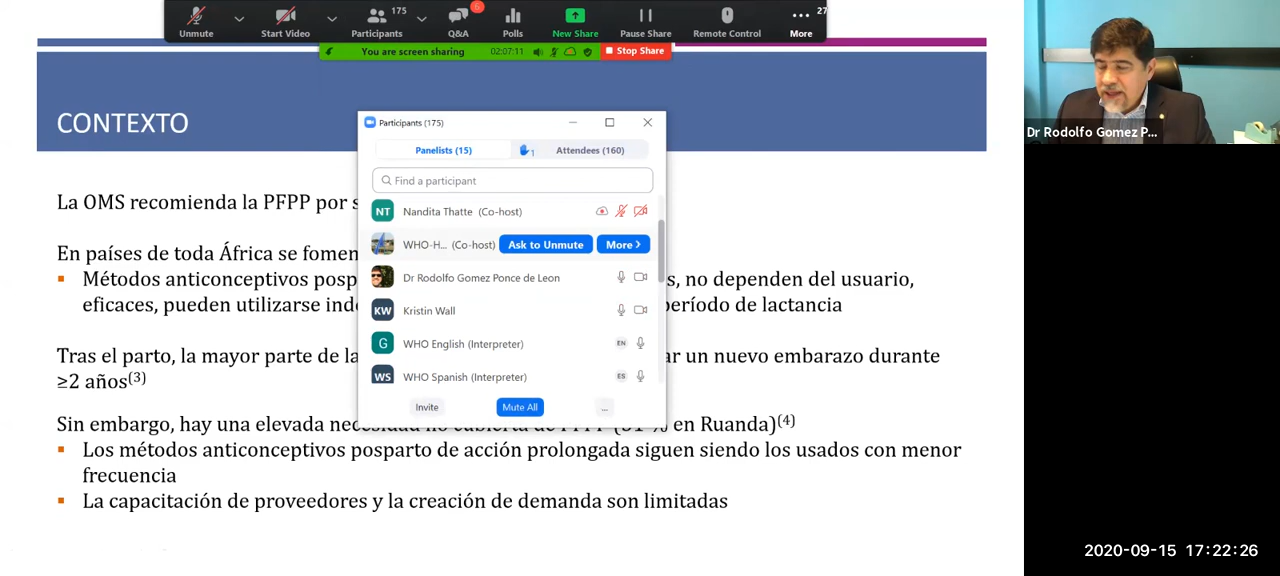 175
6
27
Unmute
Start Video
Participants
Q&A
Polls
New Share
Pause Share
Remote Control
More
You are screen sharing
02:07:11
Stop Share
CONTEXTO
Dr Rodolfo Gomez P...
Participants (175)
Panelists (15)
1
Attendees (160)
Find a participant
NT Nandita Thatte (Co-host)
WHO-H... (Co-host) Ask to Unmute More
Dr Rodolfo Gomez Ponce de Leon
KW Kristin Wall
G WHO English (Interpreter) EN
WS WHO Spanish (Interpreter) ES
Invite
Mute All
...
La OMS recomienda la PFPP por
En países de toda África se
Métodos anticonceptivos no dependen del usuario,
eficaces, pueden utilizarse período de lactancia
Tras el parto, la mayor parte de un nuevo embarazo durante
≥2 años(3)
Sin embargo, hay una elevada en Ruanda)(4)
Los métodos anticonceptivos posparto de acción prolongada siguen siendo los usados con menor
frecuencia
La capacitación de proveedores y la creación de demanda son limitadas
2020-09-15 17:22:26